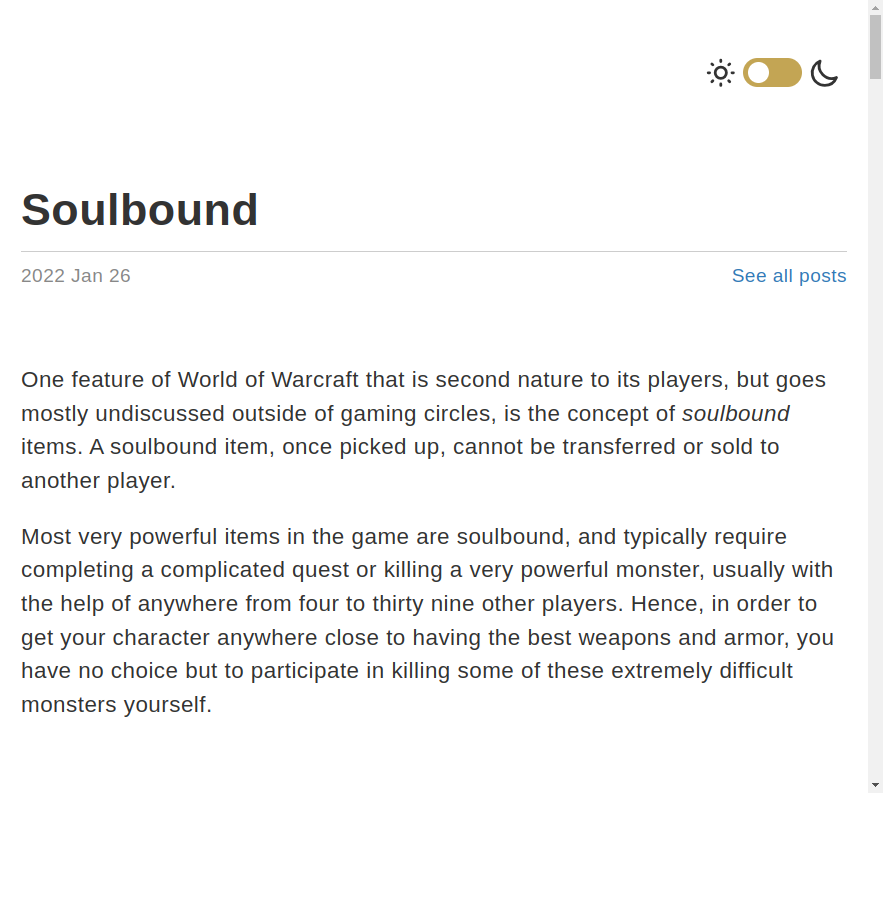 Soulbound
2022 Jan 26
See all posts
One feature of World of Warcraft that is second nature to its players, but goes
mostly undiscussed outside of gaming circles, is the concept of soulbound
items. A soulbound item, once picked up, cannot be transferred or sold to
another player.
Most very powerful items in the game are soulbound, and typically require
completing a complicated quest or killing a very powerful monster, usually with
the help of anywhere from four to thirty nine other players. Hence, in order to
get your character anywhere close to having the best weapons and armor, you
have no choice but to participate in killing some of these extremely difficult
monsters yourself.